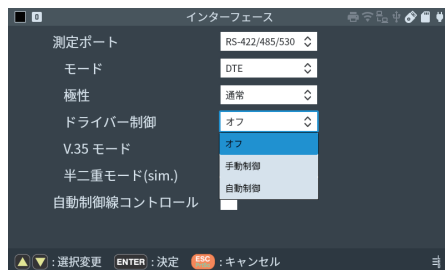 0 インターフェース
測定ポート RS-422/485/530
モード DTE
極性 通常
ドライバー制御 オフ
オフ
V.35 モード
手動制御
半二重モード(sim.)
自動制御
自動制御線コントロール
:選択変更 ENTER :決定 ESC :キャンセル